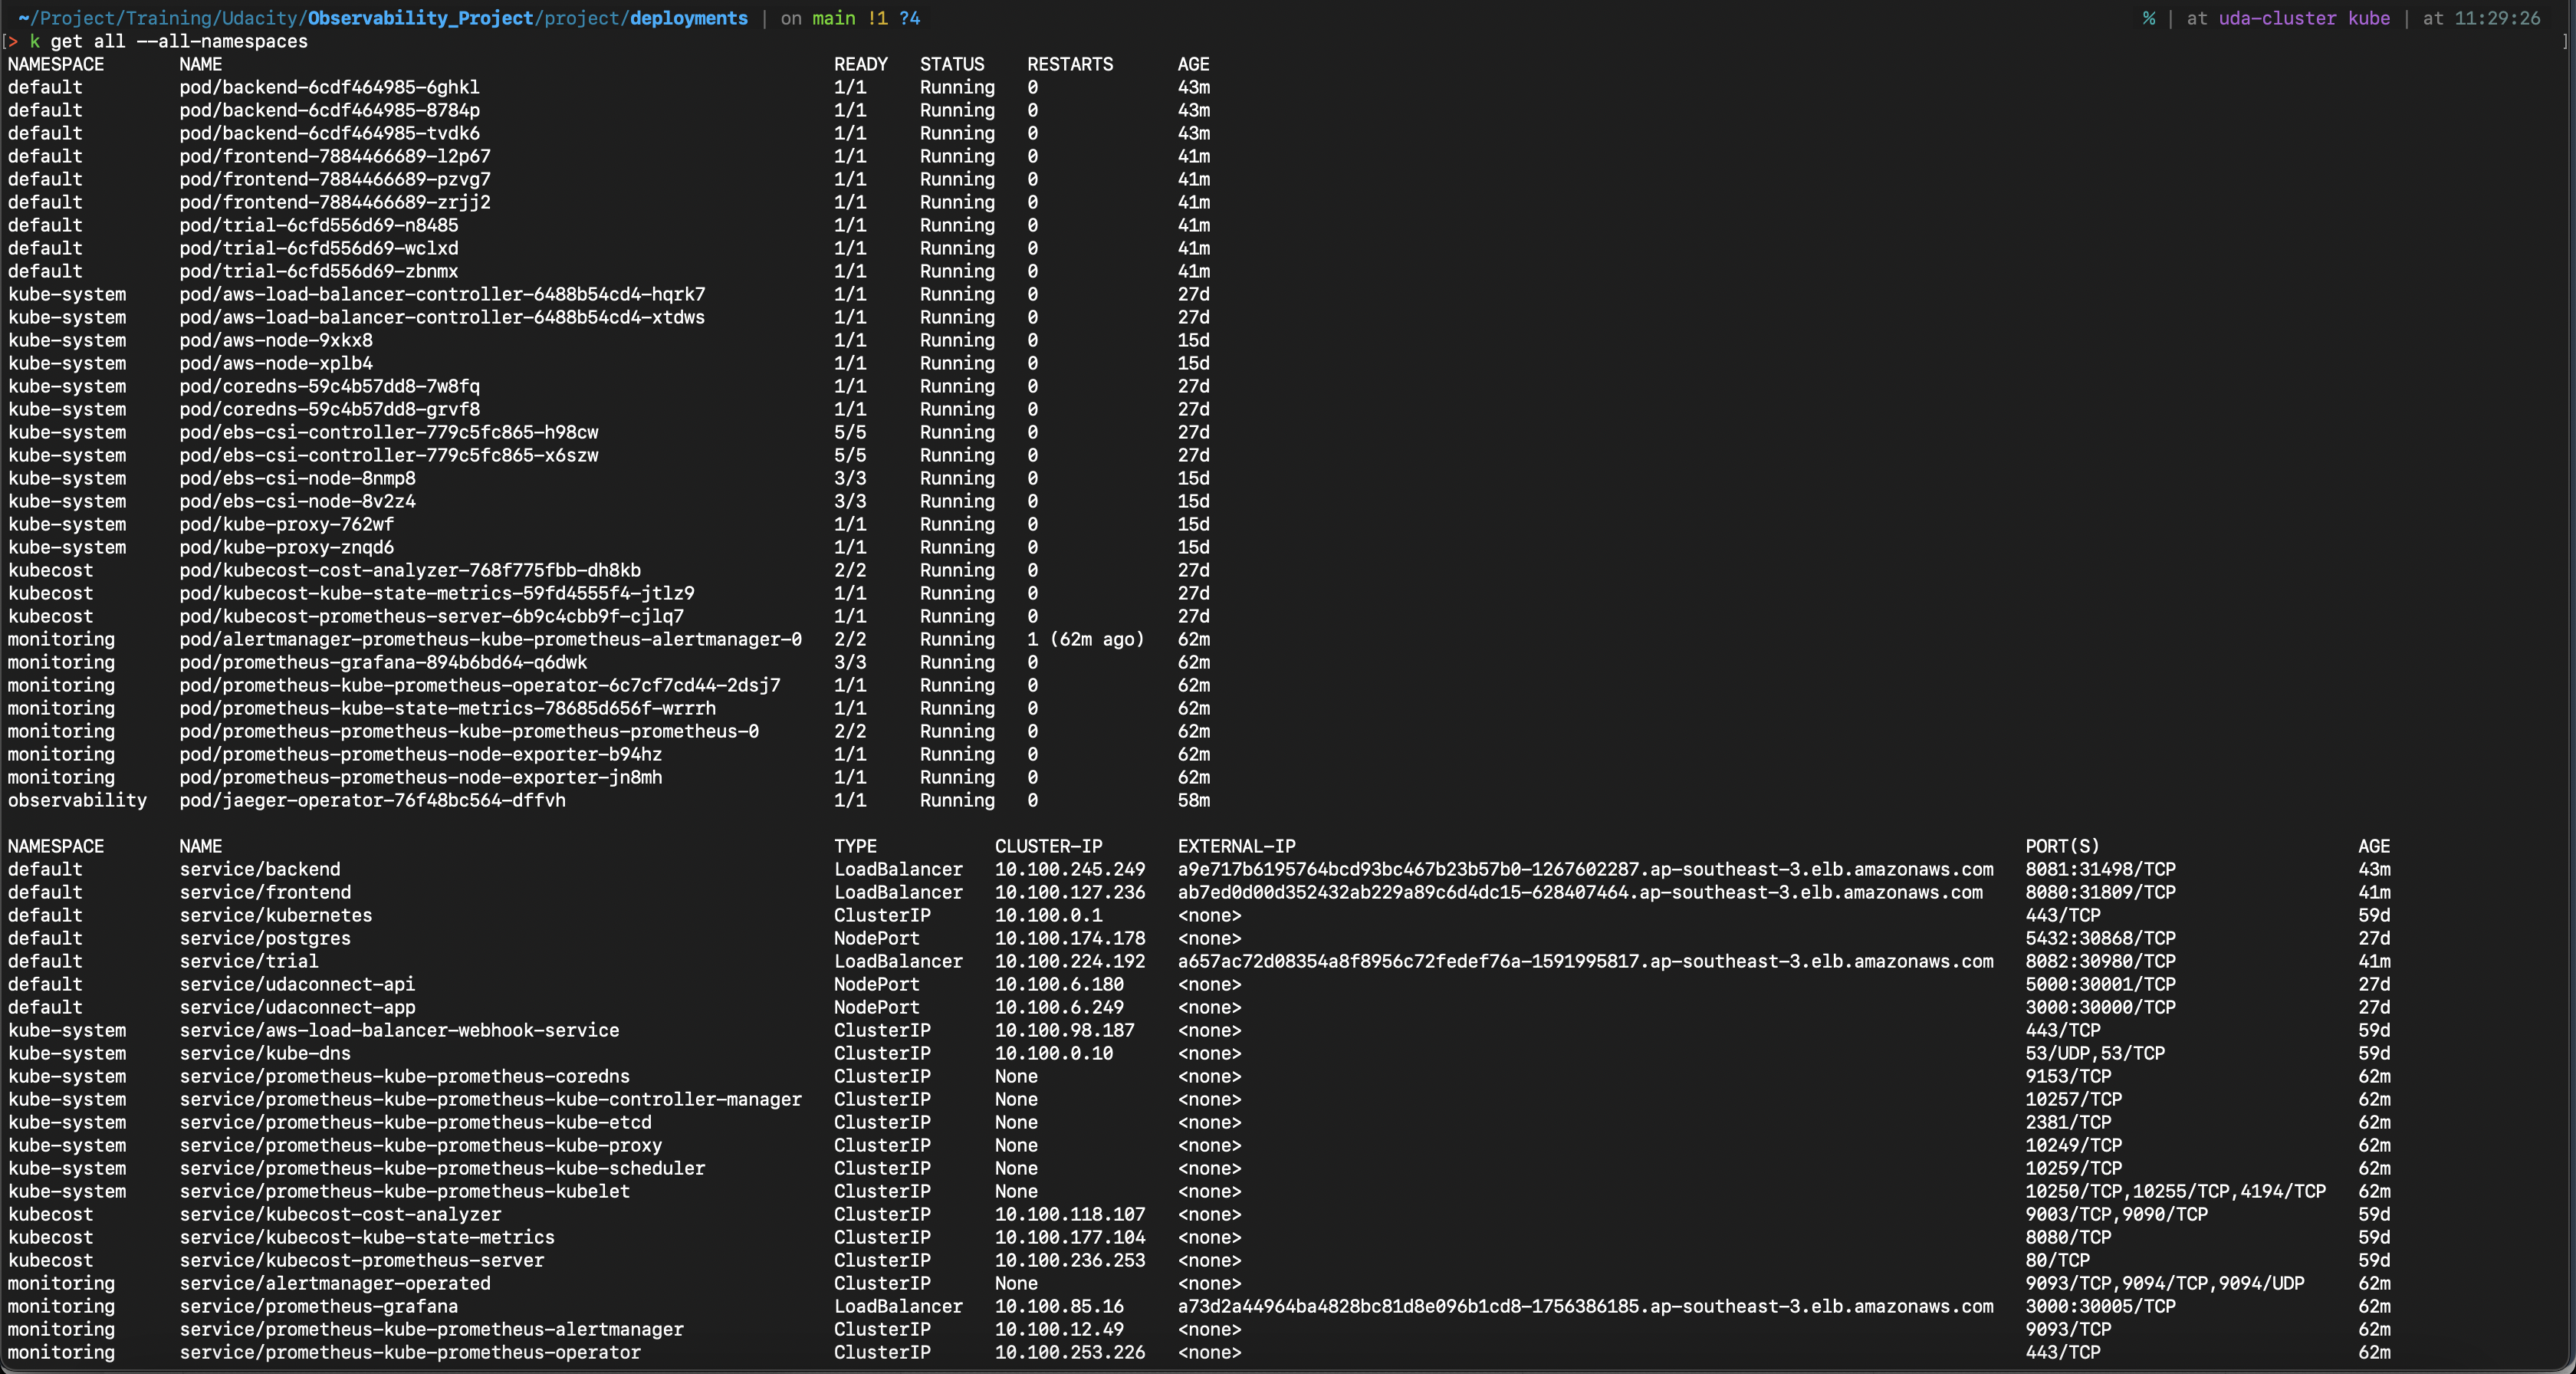 ~/Project/Training/Udacity/Observability_Project/project/deployments | on main !1 ?4 % | at uda-cluster kube | at 11:29:26
[> k get all --all-namespaces ]
NAMESPACE NAME READY STATUS RESTARTS AGE
default pod/backend-6cdf464985-6ghkl 1/1 Running 0 43m
default pod/backend-6cdf464985-8784p 1/1 Running 0 43m
default pod/backend-6cdf464985-tvdk6 1/1 Running 0 43m
default pod/frontend-7884466689-l2p67 1/1 Running 0 41m
default pod/frontend-7884466689-pzvg7 1/1 Running 0 41m
default pod/frontend-7884466689-zrjj2 1/1 Running 0 41m
default pod/trial-6cfd556d69-n8485 1/1 Running 0 41m
default pod/trial-6cfd556d69-wclxd 1/1 Running 0 41m
default pod/trial-6cfd556d69-zbnmx 1/1 Running 0 41m
kube-system pod/aws-load-balancer-controller-6488b54cd4-hqrk7 1/1 Running 0 27d
kube-system pod/aws-load-balancer-controller-6488b54cd4-xtdws 1/1 Running 0 27d
kube-system pod/aws-node-9xkx8 1/1 Running 0 15d
kube-system pod/aws-node-xplb4 1/1 Running 0 15d
kube-system pod/coredns-59c4b57dd8-7w8fq 1/1 Running 0 27d
kube-system pod/coredns-59c4b57dd8-grvf8 1/1 Running 0 27d
kube-system pod/ebs-csi-controller-779c5fc865-h98cw 5/5 Running 0 27d
kube-system pod/ebs-csi-controller-779c5fc865-x6szw 5/5 Running 0 27d
kube-system pod/ebs-csi-node-8nmp8 3/3 Running 0 15d
kube-system pod/ebs-csi-node-8v2z4 3/3 Running 0 15d
kube-system pod/kube-proxy-762wf 1/1 Running 0 15d
kube-system pod/kube-proxy-znqd6 1/1 Running 0 15d
kubecost pod/kubecost-cost-analyzer-768f775fbb-dh8kb 2/2 Running 0 27d
kubecost pod/kubecost-kube-state-metrics-59fd4555f4-jtlz9 1/1 Running 0 27d
kubecost pod/kubecost-prometheus-server-6b9c4cbb9f-cjlq7 1/1 Running 0 27d
monitoring pod/alertmanager-prometheus-kube-prometheus-alertmanager-0 2/2 Running 1 (62m ago) 62m
monitoring pod/prometheus-grafana-894b6bd64-q6dwk 3/3 Running 0 62m
monitoring pod/prometheus-kube-prometheus-operator-6c7cf7cd44-2dsj7 1/1 Running 0 62m
monitoring pod/prometheus-kube-state-metrics-78685d656f-wrrrh 1/1 Running 0 62m
monitoring pod/prometheus-prometheus-kube-prometheus-prometheus-0 2/2 Running 0 62m
monitoring pod/prometheus-prometheus-node-exporter-b94hz 1/1 Running 0 62m
monitoring pod/prometheus-prometheus-node-exporter-jn8mh 1/1 Running 0 62m
observability pod/jaeger-operator-76f48bc564-dffvh 1/1 Running 0 58m
NAMESPACE NAME TYPE CLUSTER-IP EXTERNAL-IP PORT(S) AGE
default service/backend LoadBalancer 10.100.245.249 a9e717b6195764bcd93bc467b23b57b0-1267602287.ap-southeast-3.elb.amazonaws.com 8081:31498/TCP 43m
default service/frontend LoadBalancer 10.100.127.236 ab7ed0d00d352432ab229a89c6d4dc15-628407464.ap-southeast-3.elb.amazonaws.com 8080:31809/TCP 41m
default service/kubernetes ClusterIP 10.100.0.1 <none> 443/TCP 59d
default service/postgres NodePort 10.100.174.178 <none> 5432:30868/TCP 27d
default service/trial LoadBalancer 10.100.224.192 a657ac72d08354a8f8956c72fedef76a-1591995817.ap-southeast-3.elb.amazonaws.com 8082:30980/TCP 41m
default service/udaconnect-api NodePort 10.100.6.180 <none> 5000:30001/TCP 27d
default service/udaconnect-app NodePort 10.100.6.249 <none> 3000:30000/TCP 27d
kube-system service/aws-load-balancer-webhook-service ClusterIP 10.100.98.187 <none> 443/TCP 59d
kube-system service/kube-dns ClusterIP 10.100.0.10 <none> 53/UDP,53/TCP 59d
kube-system service/prometheus-kube-prometheus-coredns ClusterIP None <none> 9153/TCP 62m
kube-system service/prometheus-kube-prometheus-kube-controller-manager ClusterIP None <none> 10257/TCP 62m
kube-system service/prometheus-kube-prometheus-kube-etcd ClusterIP None <none> 2381/TCP 62m
kube-system service/prometheus-kube-prometheus-kube-proxy ClusterIP None <none> 10249/TCP 62m
kube-system service/prometheus-kube-prometheus-kube-scheduler ClusterIP None <none> 10259/TCP 62m
kube-system service/prometheus-kube-prometheus-kubelet ClusterIP None <none> 10250/TCP,10255/TCP,4194/TCP 62m
kubecost service/kubecost-cost-analyzer ClusterIP 10.100.118.107 <none> 9003/TCP,9090/TCP 59d
kubecost service/kubecost-kube-state-metrics ClusterIP 10.100.177.104 <none> 8080/TCP 59d
kubecost service/kubecost-prometheus-server ClusterIP 10.100.236.253 <none> 80/TCP 59d
monitoring service/alertmanager-operated ClusterIP None <none> 9093/TCP,9094/TCP,9094/UDP 62m
monitoring service/prometheus-grafana LoadBalancer 10.100.85.16 a73d2a44964ba4828bc81d8e096b1cd8-1756386185.ap-southeast-3.elb.amazonaws.com 3000:30005/TCP 62m
monitoring service/prometheus-kube-prometheus-alertmanager ClusterIP 10.100.12.49 <none> 9093/TCP 62m
monitoring service/prometheus-kube-prometheus-operator ClusterIP 10.100.253.226 <none> 443/TCP 62m